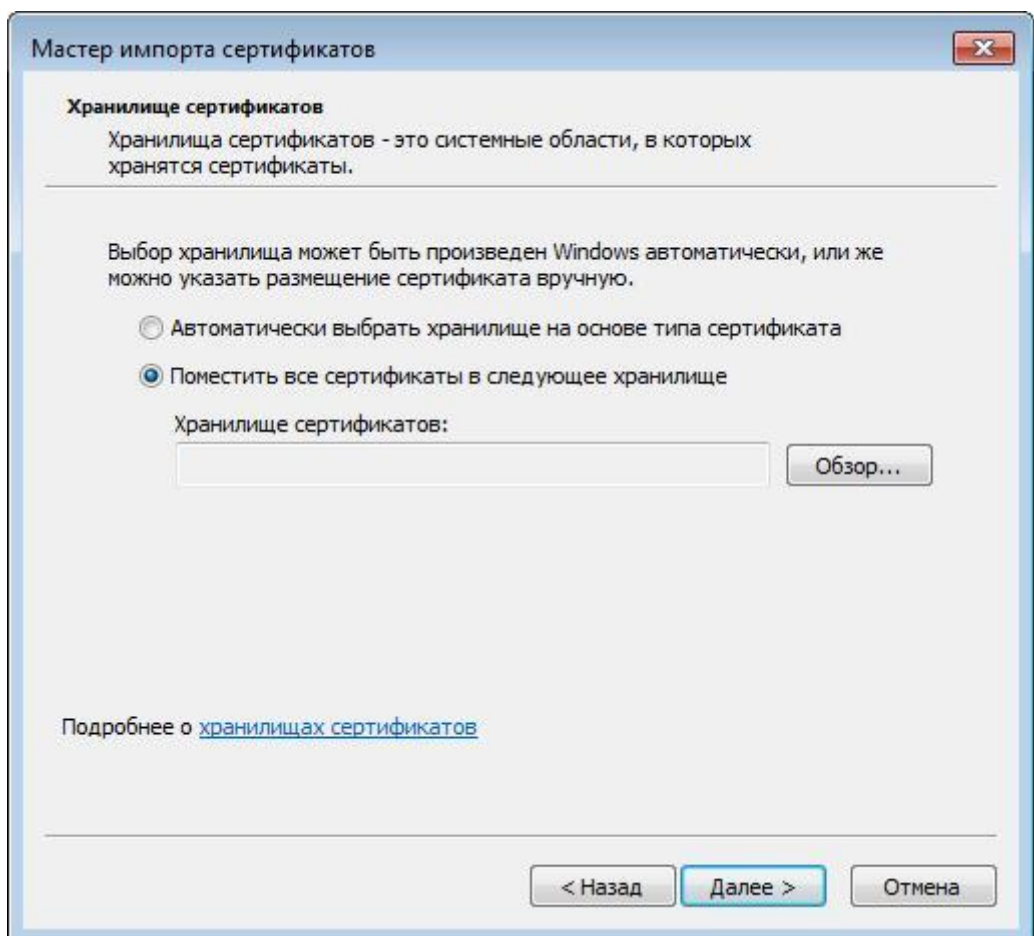 Мастер импорта сертификатов
Хранилище сертификатов
Хранилища сертификатов - это системные области, в которых
хранятся сертификаты.
Выбор хранилища может быть произведен Windows автоматически, или же
можно указать размещение сертификата вручную.
Автоматически выбрать хранилище на основе типа сертификата
Поместить все сертификаты в следующее хранилище
Хранилище сертификатов:
Обзор...
Подробнее о хранилищах сертификатов
< Назад
Далее >
Отмена